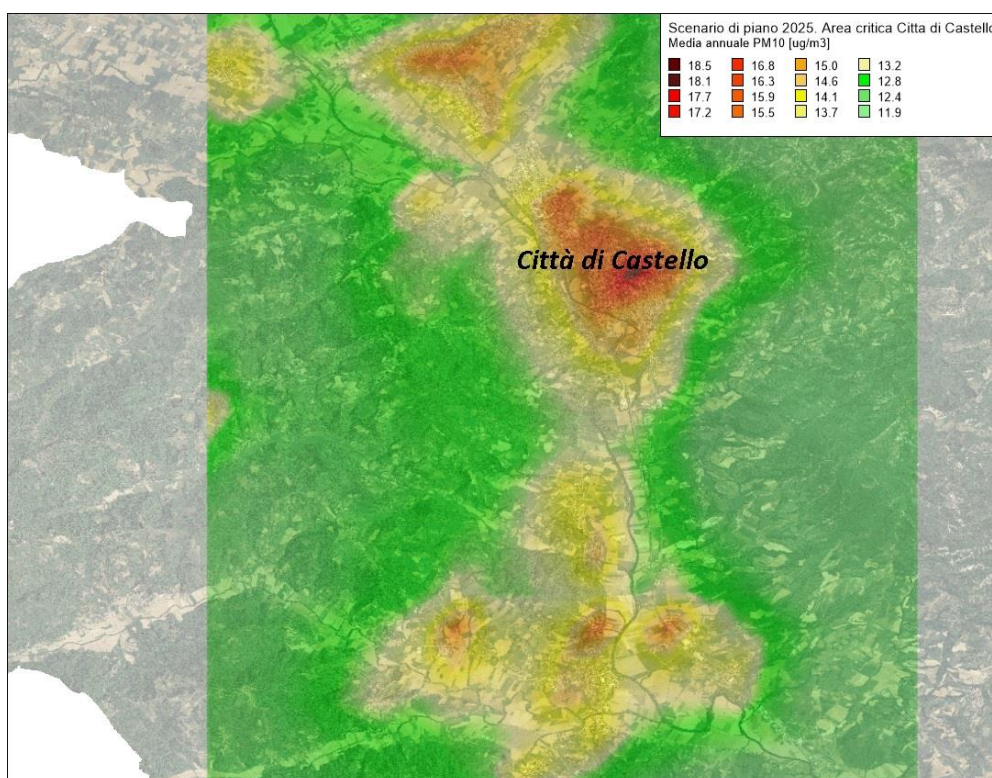 Scenario di piano 2025. Area critica Citta di Castello
Media annuale PM10 [ug/m3]
18.5 16.8 15.0 13.2
18.1 16.3 14.6 12.8
17.7 15.9 14.1 12.4
17.2 15.5 13.7 11.9
Città di Castello